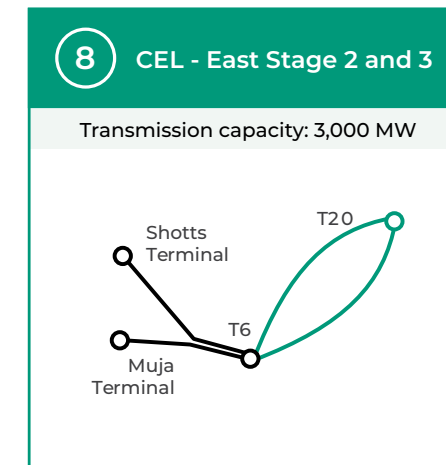 8 CEL - East Stage 2 and 3
Transmission capacity: 3,000 MW
T20
Shotts
Terminal
T6
Muja
Terminal